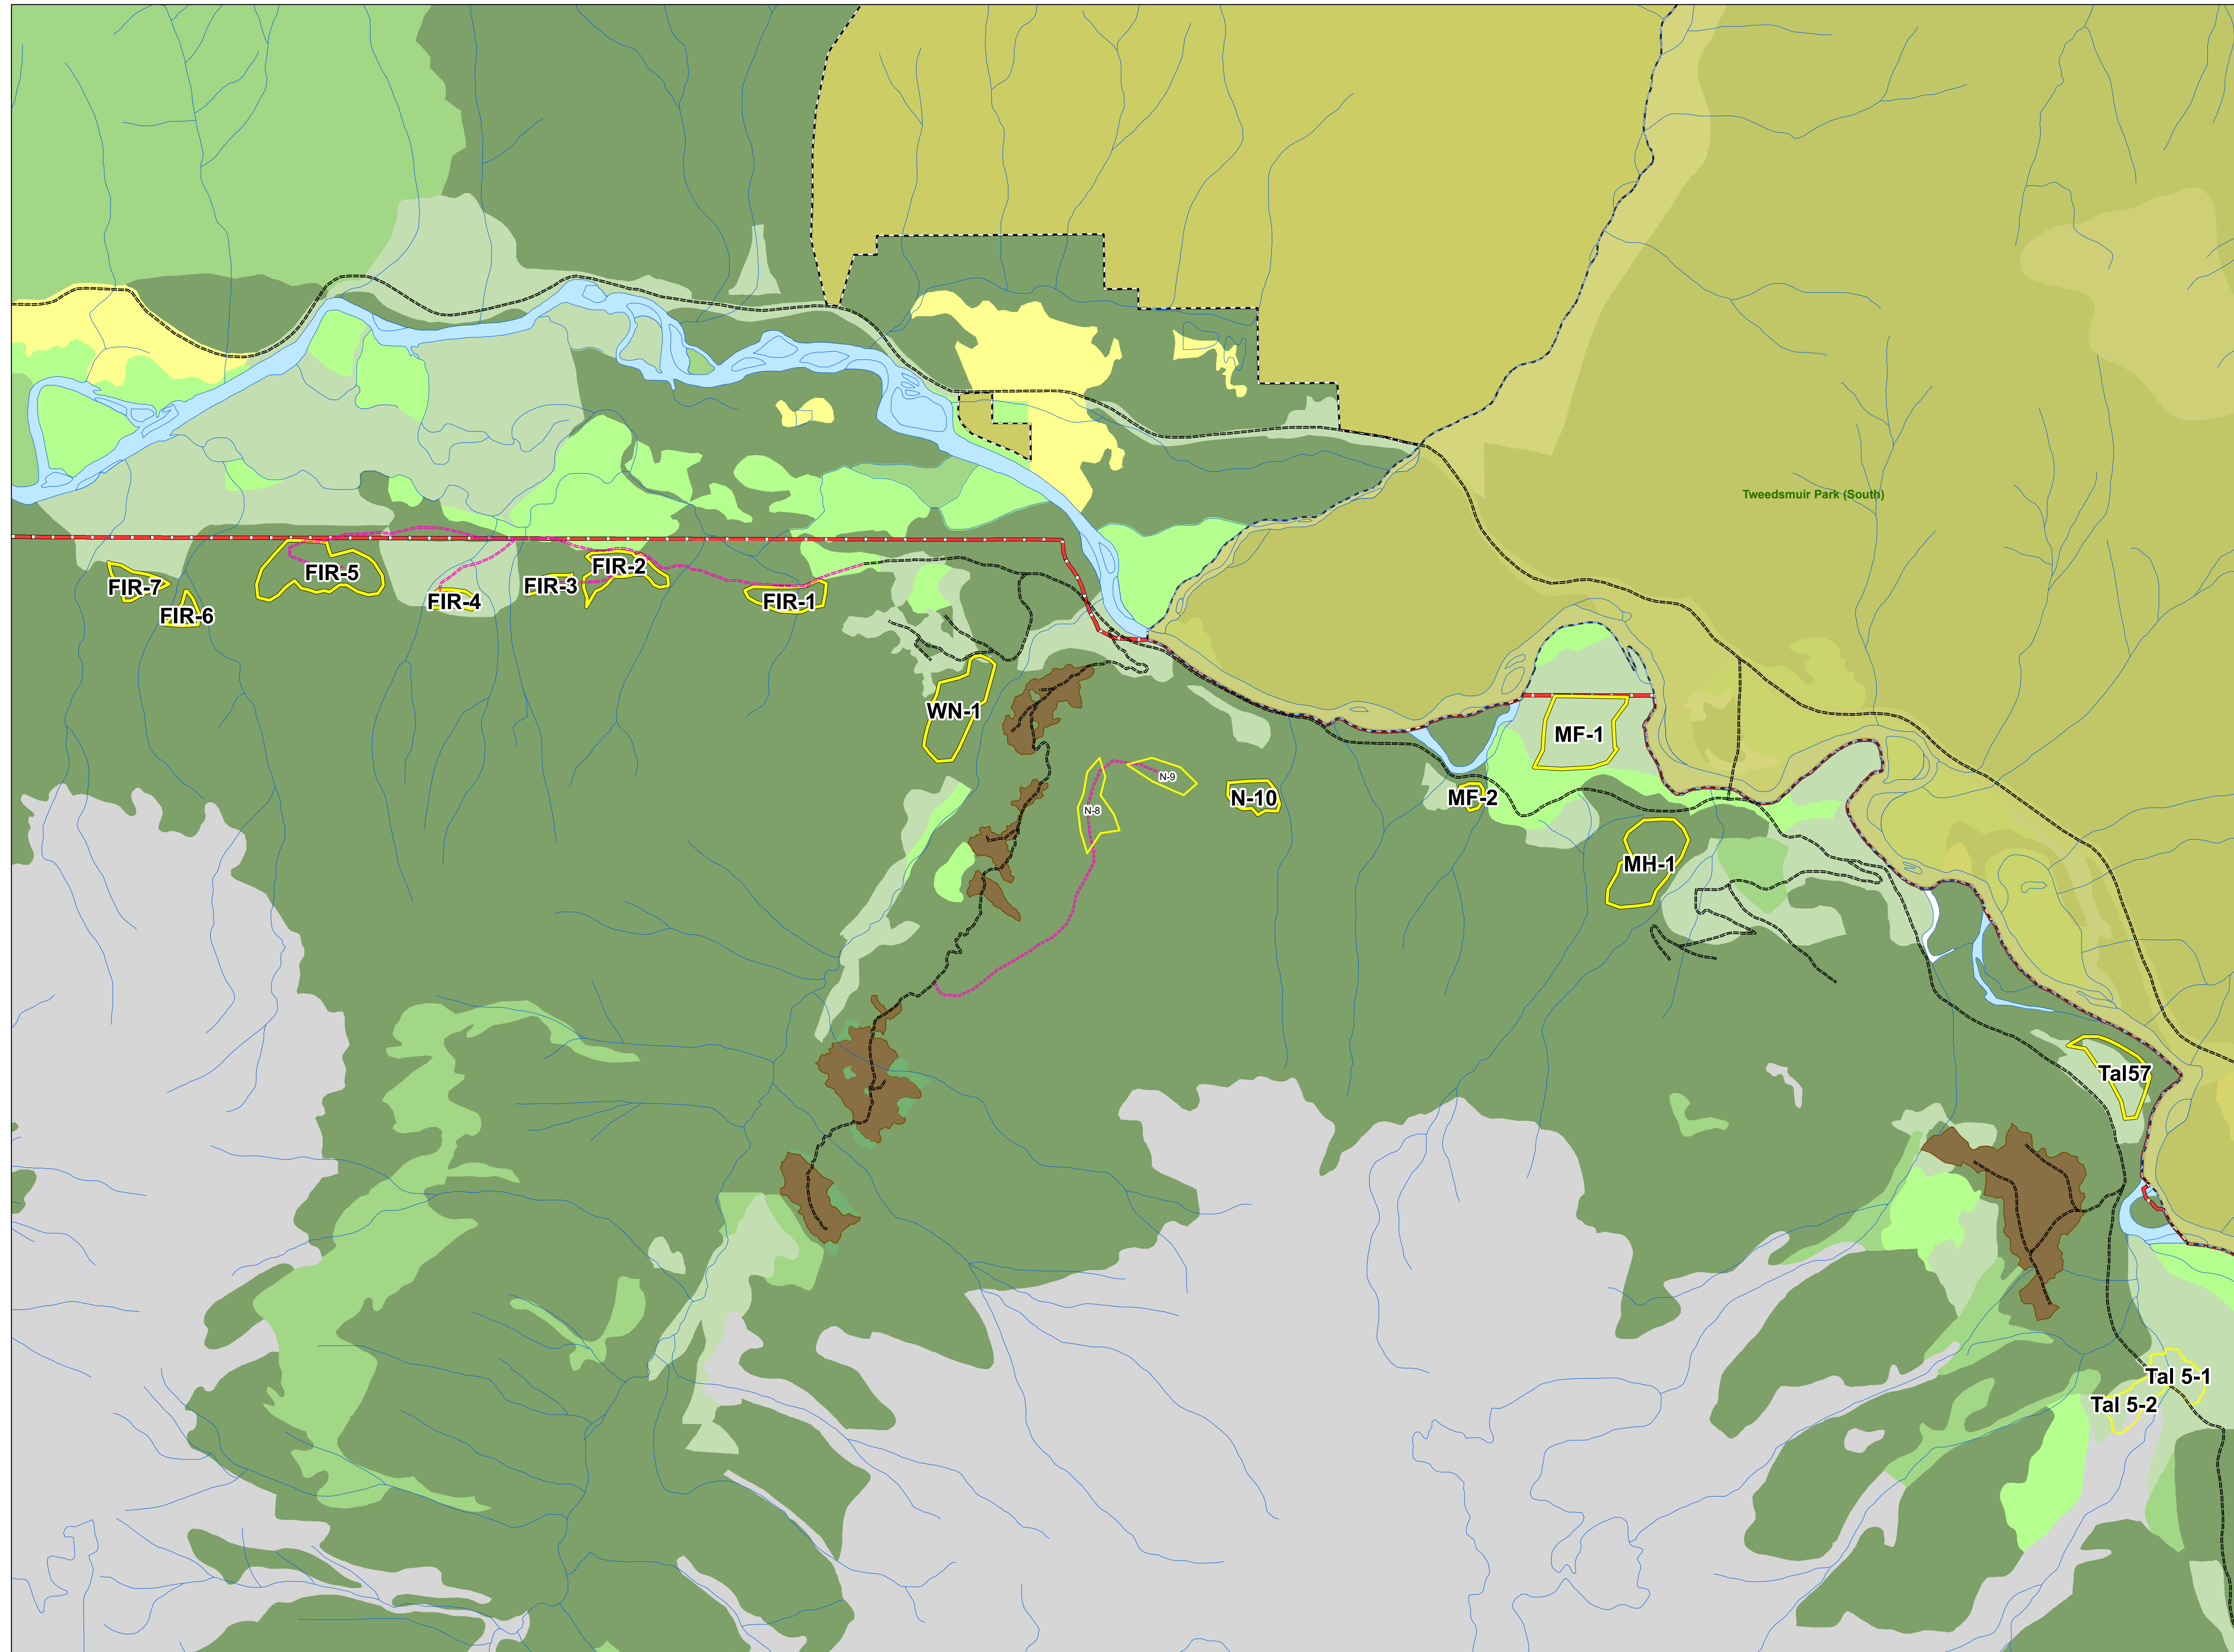 Tweedsmuir Park (South)
FIR-2
FIR-5
FIR-7
FIR-3
FIR-4
FIR-1
FIR-6
WN-1
MF-1
N-9
N-10
MF-2
N-8
MH-1
Tal57
Tal 5-1
Tal 5-2